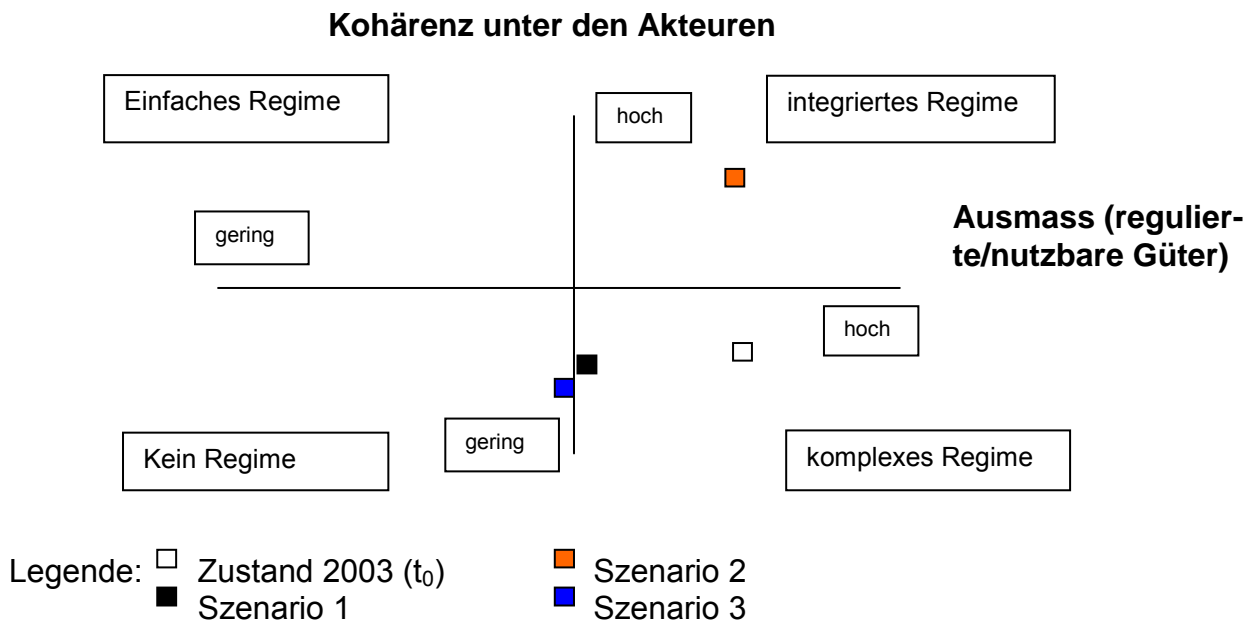 Kohärenz unter den Akteuren
Einfaches Regime
hoch
integriertes Regime
gering
Ausmass (regulier-
te/nutzbare Güter)
hoch
gering
Kein Regime
komplexes Regime
Legende: Zustand 2003 (t₀)
Szenario 2
Szenario 1
Szenario 3